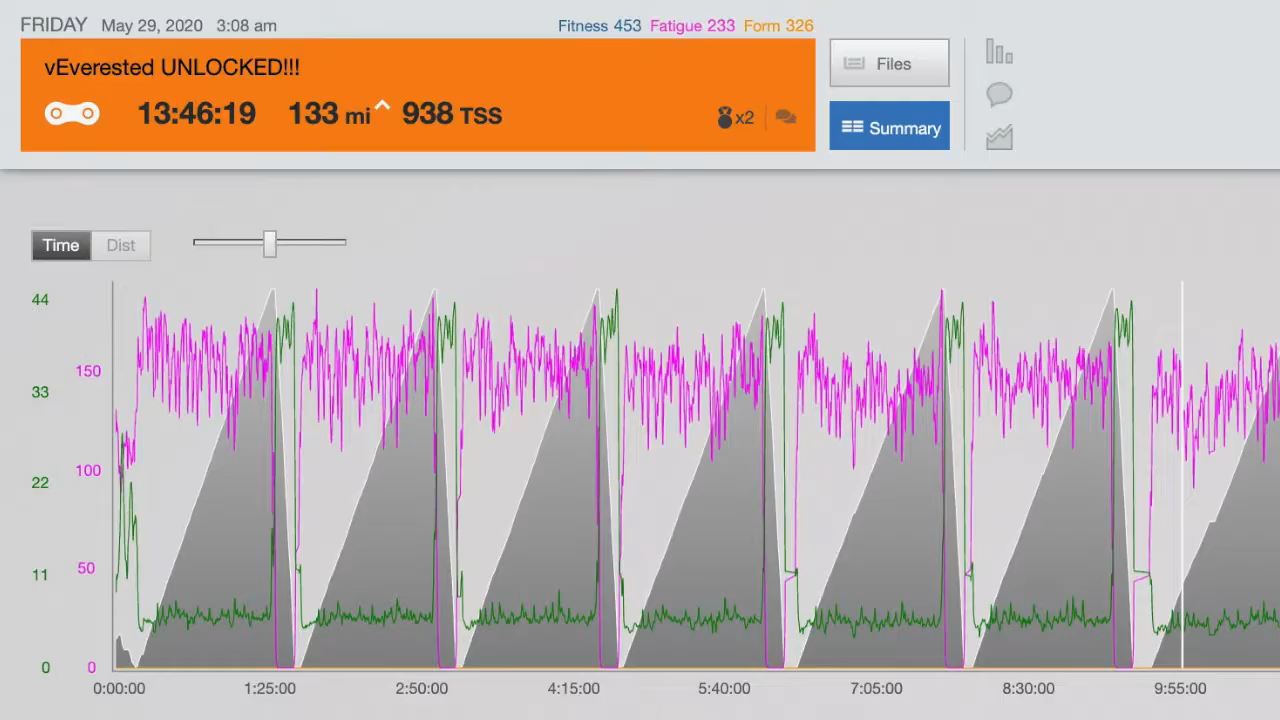 FRIDAY May 29, 2020 3:08 am
Fitness 453 Fatigue 233 Form 326
vEverested UNLOCKED!!!
13:46:19 133 mi 938 TSS
x2
Files
Summary
Time Dist
44
150
33
100
22
50
11
0 0
0:00:00 1:25:00 2:50:00 4:15:00 5:40:00 7:05:00 8:30:00 9:55:00